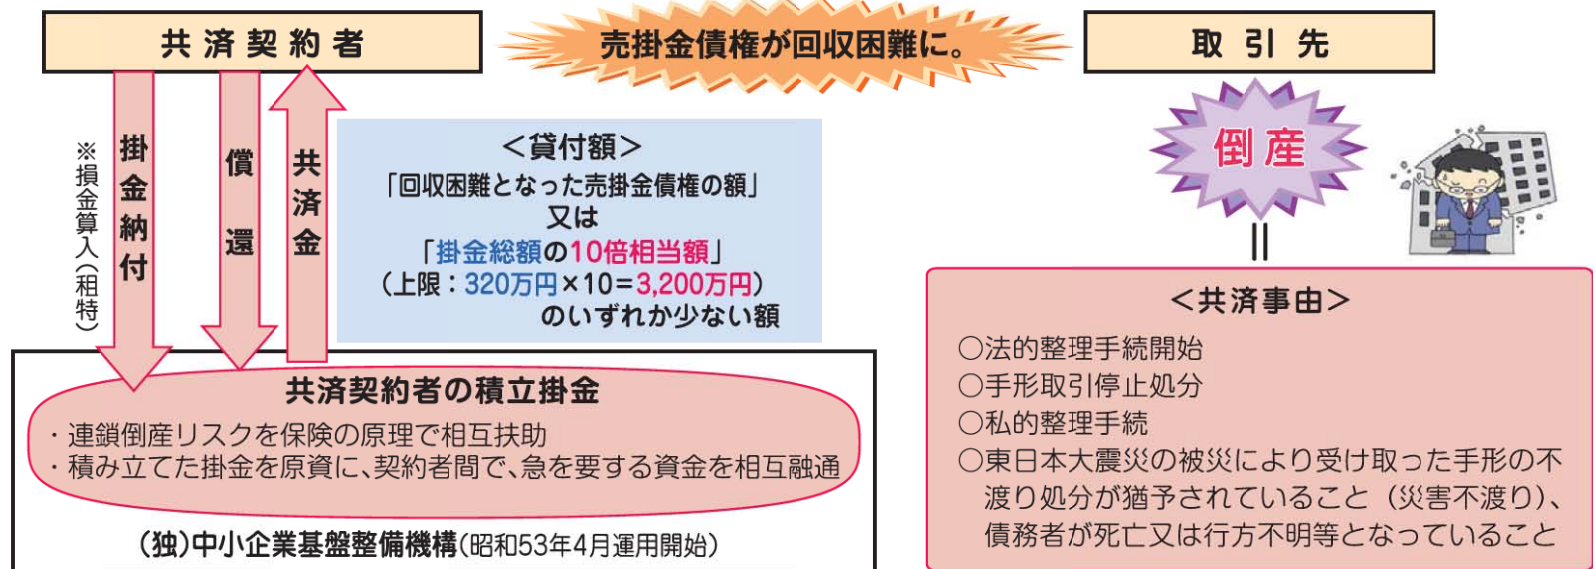 共済契約者
売掛金債権が回収困難に。
取引先
※損金算入（租特）
掛金納付
償還
共済金
＜貸付額＞
「回収困難となった売掛金債権の額」
又は
「掛金総額の10倍相当額」
（上限：320万円×10＝3,200万円）
のいずれか少ない額
倒産
＜共済事由＞
○法的整理手続開始
○手形取引停止処分
○私的整理手続
○東日本大震災の被災により受け取った手形の不
渡り処分が猶予されていること（災害不渡り）、
債務者が死亡又は行方不明等となっていること
共済契約者の積立掛金
・連鎖倒産リスクを保険の原理で相互扶助
・積み立てた掛金を原資に、契約者間で、急を要する資金を相互融通
（独）中小企業基盤整備機構（昭和53年4月運用開始）